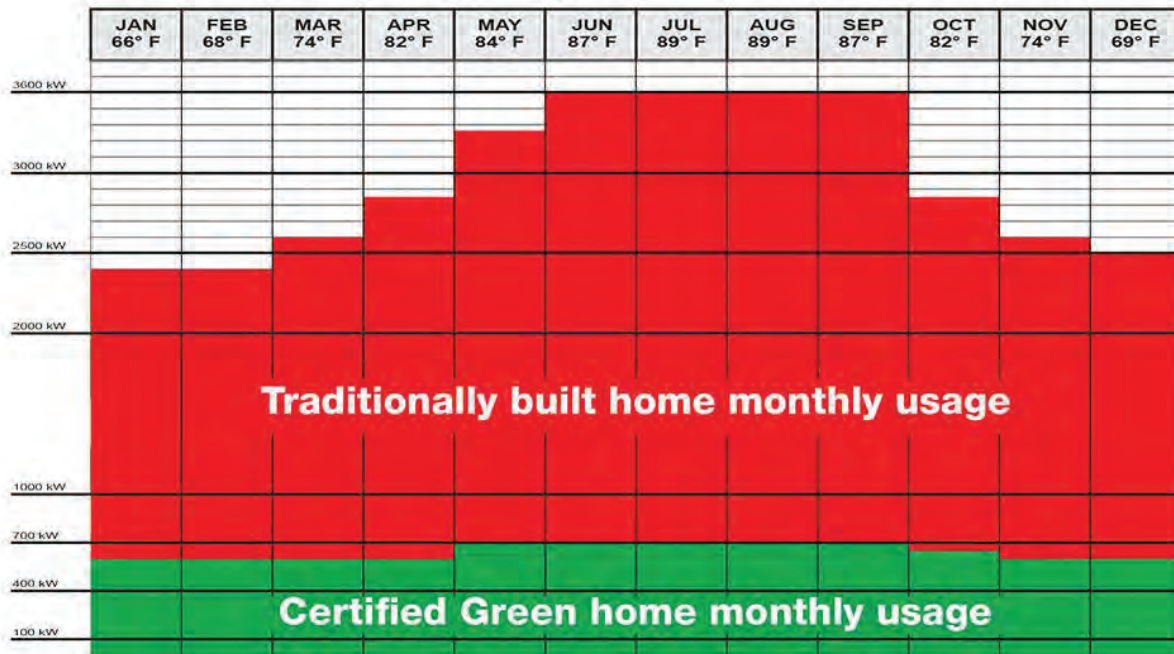 JAN FEB MAR APR MAY JUN JUL AUG SEP OCT NOV DEC
66° F 68° F 74° F 82° F 84° F 87° F 89° F 89° F 87° F 82° F 74° F 69° F
3600 kW
3000 kW
2500 kW
2000 kW
Traditionally built home monthly usage
1000 kW
700 kW
400 kW
Certified Green home monthly usage
100 kW